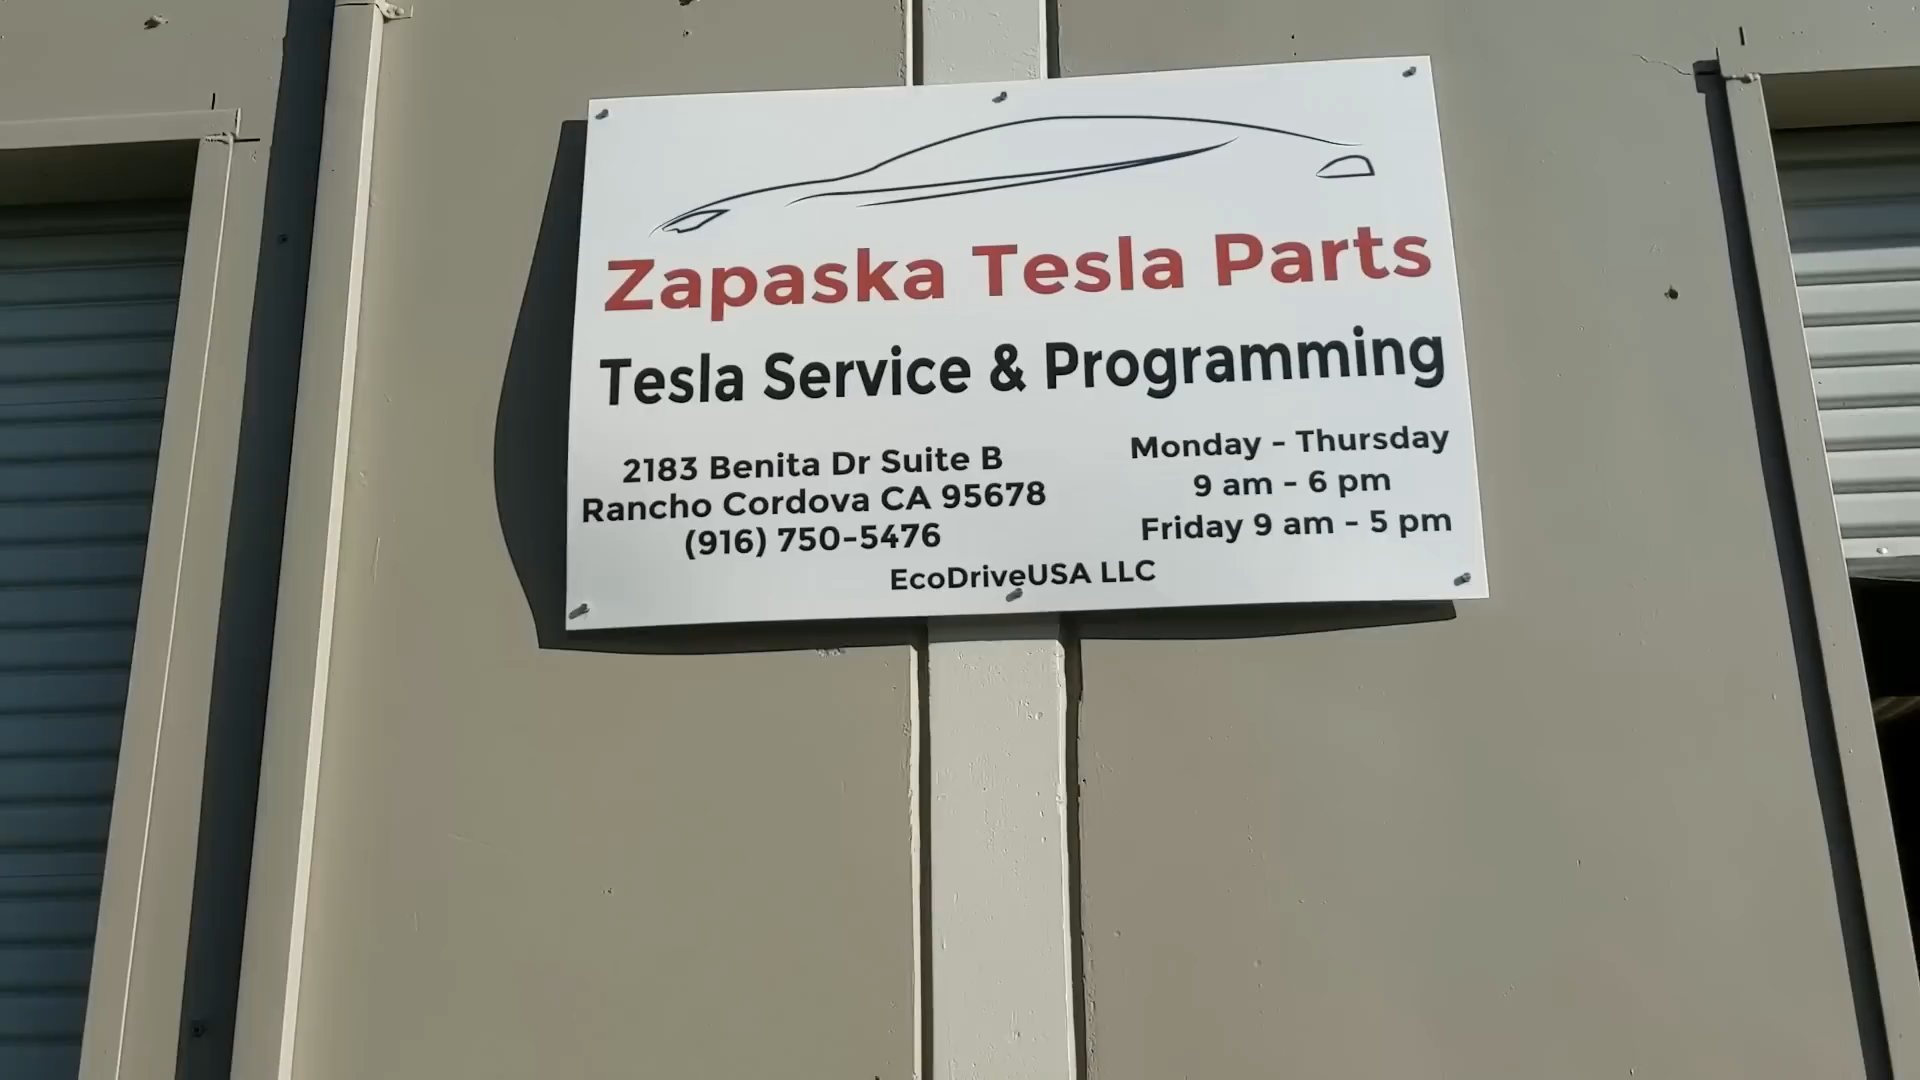 Zapaska Tesla Parts
Tesla Service & Programming
2183 Benita Dr Suite B
Rancho Cordova CA 95678
(916) 750-5476
Monday - Thursday
9 am - 6 pm
Friday 9 am - 5 pm
EcoDriveUSA LLC